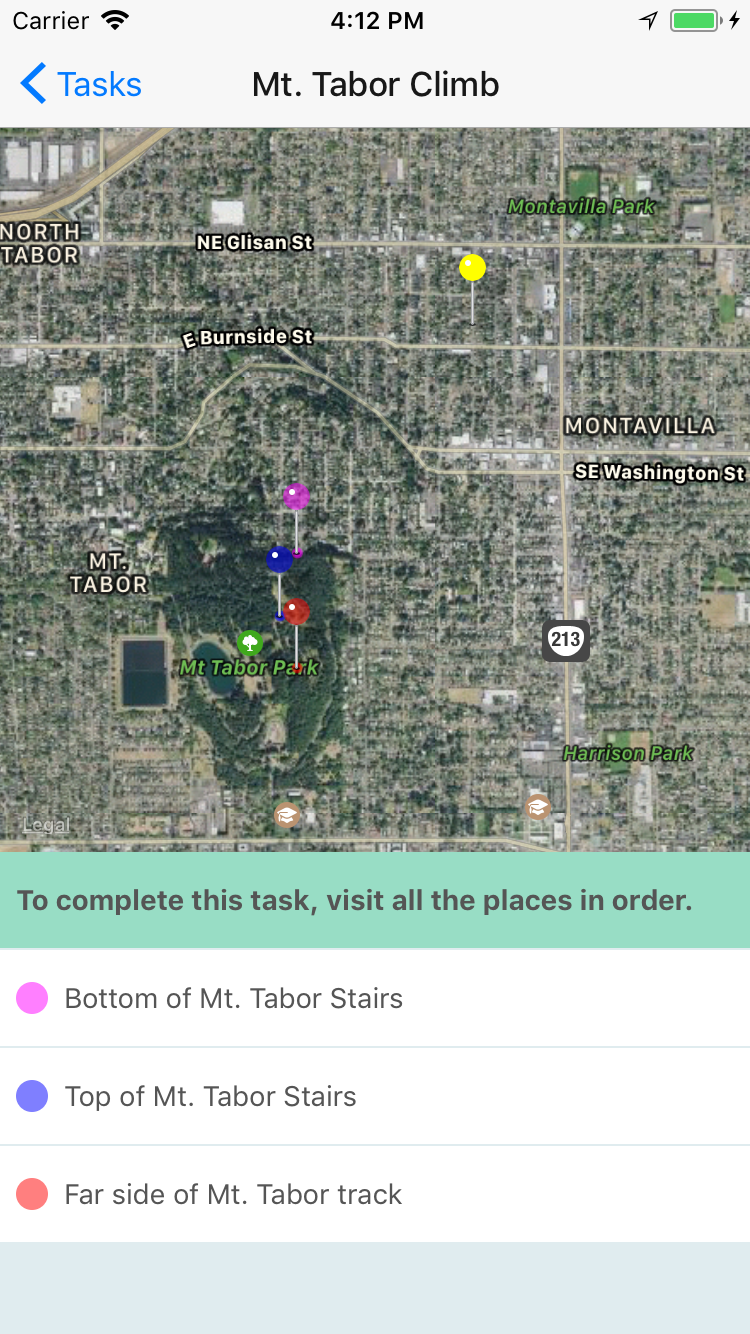 Carrier 4:12 PM
Tasks Mt. Tabor Climb
Montavilla Park
NORTH
TABOR
NE Glisan St
E Burnside St
MONTAVILLA
SE Washington St
MT.
TABOR
213
Mt Tabor Park
Harrison Park
Legal
To complete this task, visit all the places in order.
Bottom of Mt. Tabor Stairs
Top of Mt. Tabor Stairs
Far side of Mt. Tabor track